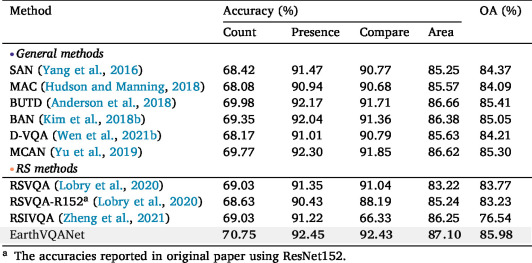 Method Accuracy (%) OA (%)
Count Presence Compare Area
•General methods
SAN (Yang et al., 2016) 68.42 91.47 90.77 85.25 84.37
MAC (Hudson and Manning, 2018) 68.08 90.94 90.68 85.57 84.09
BUTD (Anderson et al., 2018) 69.98 92.17 91.71 86.66 85.41
BAN (Kim et al., 2018b) 69.35 92.04 91.36 86.38 85.05
D-VQA (Wen et al., 2021b) 68.17 91.01 90.79 85.63 84.21
MCAN (Yu et al., 2019) 69.77 92.30 91.85 86.62 85.30
•RS methods
RSVQA (Lobry et al., 2020) 69.03 91.35 91.04 83.22 83.77
RSVQA-R152ᵃ (Lobry et al., 2020) 68.63 90.43 88.19 85.24 83.23
RSIVQA (Zheng et al., 2021) 69.03 91.22 66.33 86.25 76.54
EarthVQANet 70.75 92.45 92.43 87.10 85.98
ᵃ The accuracies reported in original paper using ResNet152.